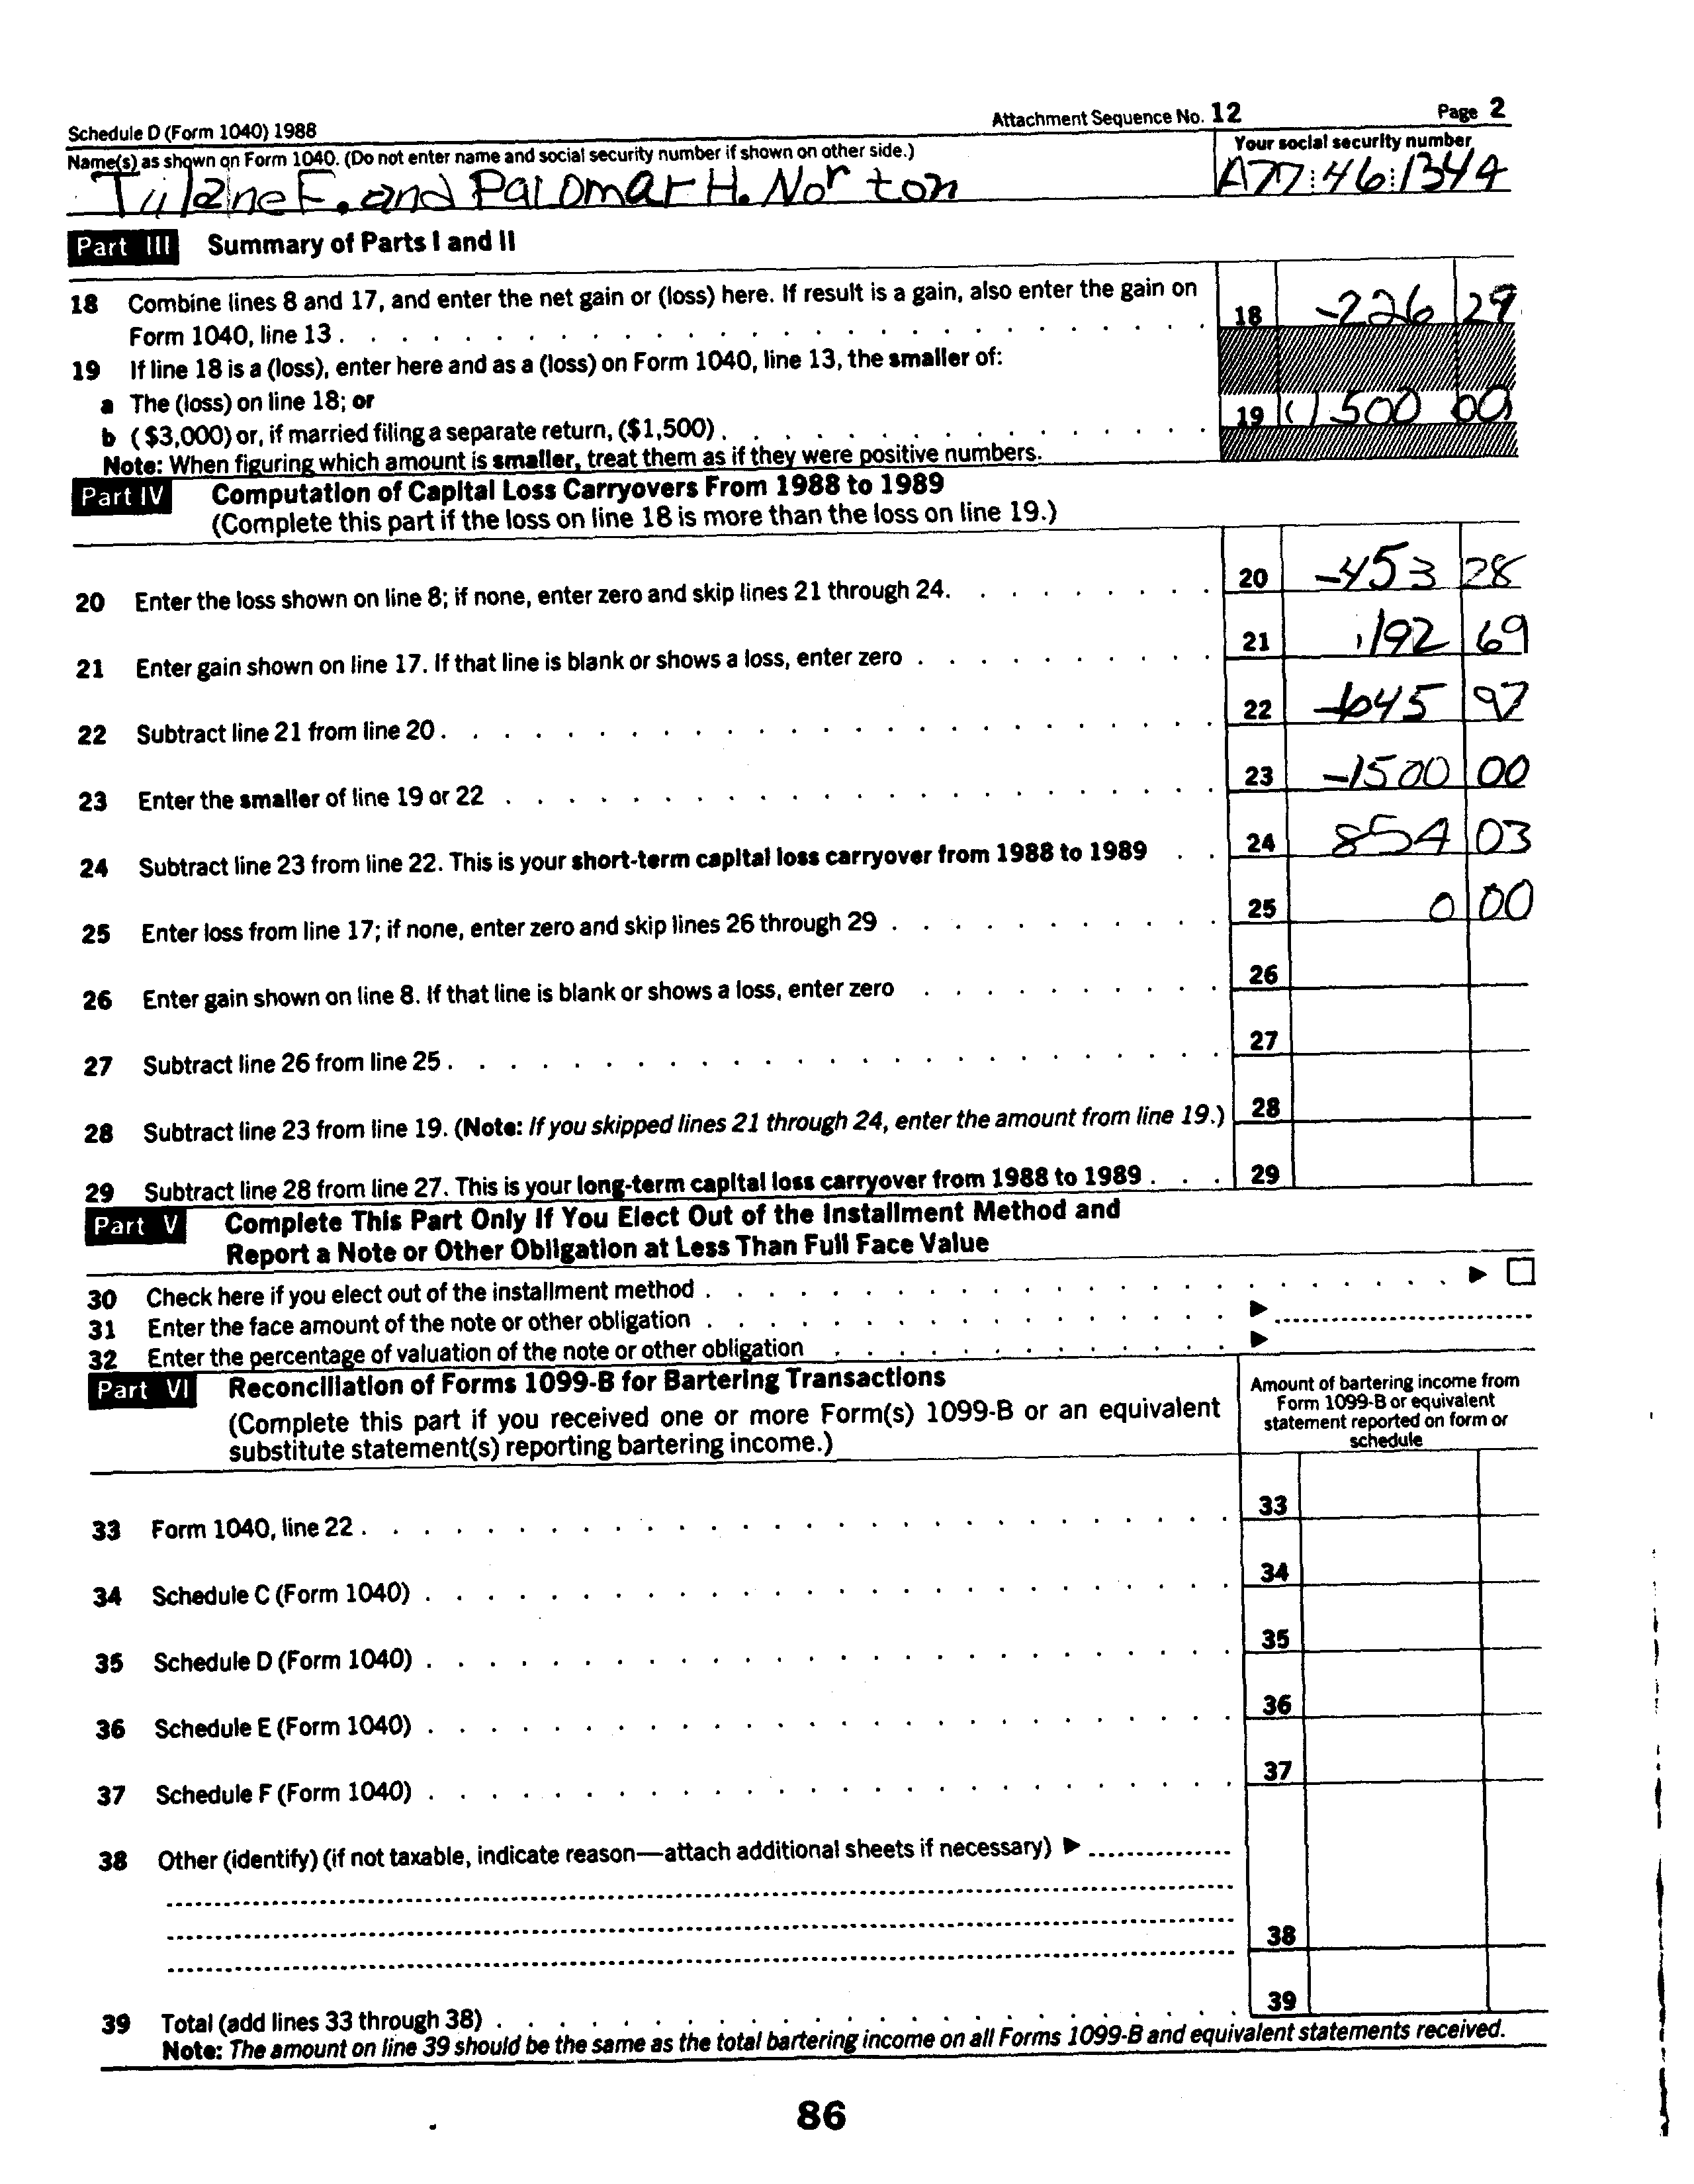 Schedule D (Form 1040) 1988 Attachment Sequence No. 12 Page 2
Name(s) as shown on Form 1040. (Do not enter name and social security number if shown on other side.) Your social security number
Tulane F. and Palomar H. Norton A77:46:1344
Part III Summary of Parts I and II
18 Combine lines 8 and 17, and enter the net gain or (loss) here. If result is a gain, also enter the gain on
Form 1040, line 13 . . . 18 -226 29
19 If line 18 is a (loss), enter here and as a (loss) on Form 1040, line 13, the smaller of:
a The (loss) on line 18; or
b ($3,000) or, if married filing a separate return, ($1,500) . . . 19 (1500 00)
Note: When figuring which amount is smaller, treat them as if they were positive numbers.
Part IV Computation of Capital Loss Carryovers From 1988 to 1989
(Complete this part if the loss on line 18 is more than the loss on line 19.)
20 Enter the loss shown on line 8; if none, enter zero and skip lines 21 through 24. . . . 20 -453 28
21 Enter gain shown on line 17. If that line is blank or shows a loss, enter zero . . . 21 192 69
22 Subtract line 21 from line 20 . . . 22 -645 97
23 Enter the smaller of line 19 or 22 . . . 23 -1500 00
24 Subtract line 23 from line 22. This is your short-term capital loss carryover from 1988 to 1989 . . 24 854 03
25 Enter loss from line 17; if none, enter zero and skip lines 26 through 29 . . . 25 0 00
26 Enter gain shown on line 8. If that line is blank or shows a loss, enter zero . . . 26
27 Subtract line 26 from line 25 . . . 27
28 Subtract line 23 from line 19. (Note: If you skipped lines 21 through 24, enter the amount from line 19.) 28
29 Subtract line 28 from line 27. This is your long-term capital loss carryover from 1988 to 1989 . . . 29
Part V Complete This Part Only If You Elect Out of the Installment Method and
Report a Note or Other Obligation at Less Than Full Face Value
30 Check here if you elect out of the installment method . . . ▶ ☐
31 Enter the face amount of the note or other obligation . . . ▶
32 Enter the percentage of valuation of the note or other obligation . . . ▶
Part VI Reconciliation of Forms 1099-B for Bartering Transactions
(Complete this part if you received one or more Form(s) 1099-B or an equivalent
substitute statement(s) reporting bartering income.)
Amount of bartering income from
Form 1099-B or equivalent
statement reported on form or
schedule
33 Form 1040, line 22 . . . 33
34 Schedule C (Form 1040) . . . 34
35 Schedule D (Form 1040) . . . 35
36 Schedule E (Form 1040) . . . 36
37 Schedule F (Form 1040) . . . 37
38 Other (identify) (if not taxable, indicate reason—attach additional sheets if necessary) ▶
38
39 Total (add lines 33 through 38) . . . 39
Note: The amount on line 39 should be the same as the total bartering income on all Forms 1099-B and equivalent statements received.
86